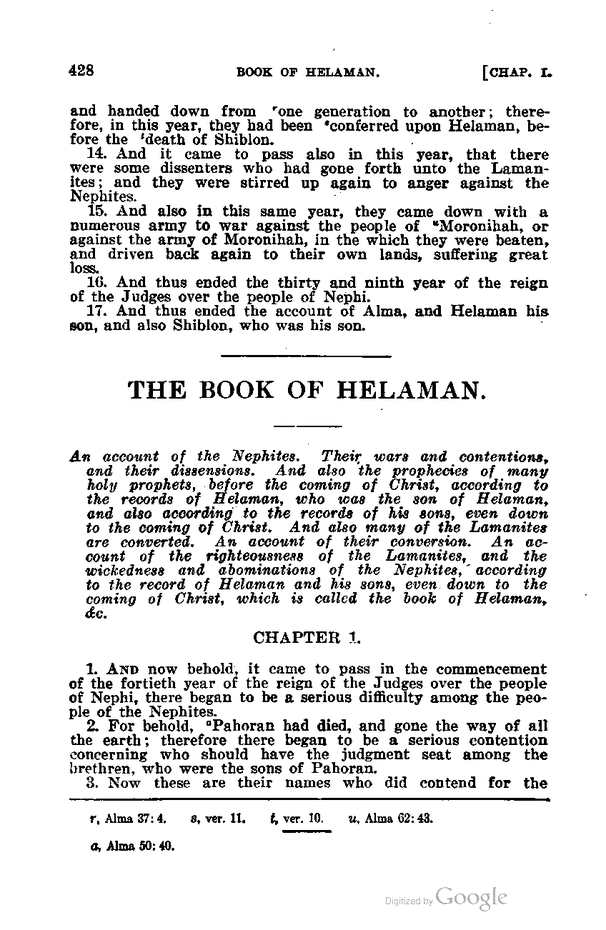 428 BOOK OF HELAMAN. [CHAP. I.
and handed down from ʳone generation to another; there-
fore, in this year, they had been ˢconferred upon Helaman, be-
fore the ᵗdeath of Shiblon.
14. And it came to pass also in this year, that there
were some dissenters who had gone forth unto the Laman-
ites; and they were stirred up again to anger against the
Nephites.
15. And also in this same year, they came down with a
numerous army to war against the people of ᵘMoronihah, or
against the army of Moronihah, in the which they were beaten,
and driven back again to their own lands, suffering great
loss.
16. And thus ended the thirty and ninth year of the reign
of the Judges over the people of Nephi.
17. And thus ended the account of Alma, and Helaman his
son, and also Shiblon, who was his son.
THE BOOK OF HELAMAN.
An account of the Nephites. Their wars and contentions,
and their dissensions. And also the prophecies of many
holy prophets, before the coming of Christ, according to
the records of Helaman, who was the son of Helaman,
and also according to the records of his sons, even down
to the coming of Christ. And also many of the Lamanites
are converted. An account of their conversion. An ac-
count of the righteousness of the Lamanites, and the
wickedness and abominations of the Nephites, according
to the record of Helaman and his sons, even down to the
coming of Christ, which is called the book of Helaman,
&c.
CHAPTER 1.
1. AND now behold, it came to pass in the commencement
of the fortieth year of the reign of the Judges over the people
of Nephi, there began to be a serious difficulty among the peo-
ple of the Nephites.
2. For behold, ᵃPahoran had died, and gone the way of all
the earth; therefore there began to be a serious contention
concerning who should have the judgment seat among the
brethren, who were the sons of Pahoran.
3. Now these are their names who did contend for the
r, Alma 37: 4. s, ver. 11. t, ver. 10. u, Alma 62: 43.
a, Alma 50: 40.
Digitized by Google